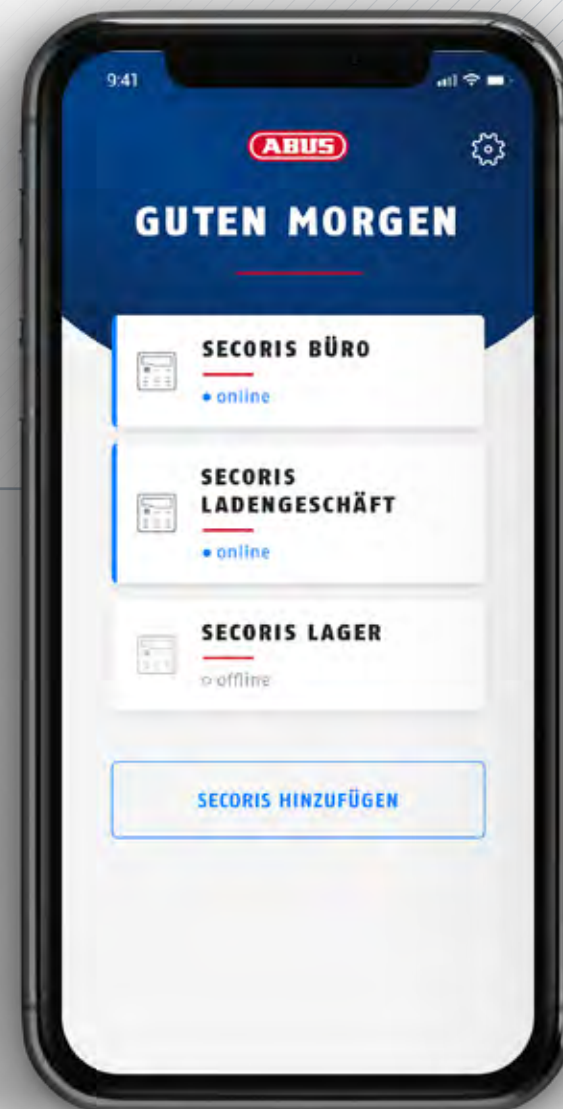 9:41
ABUS
GUTEN MORGEN
SECORIS BÜRO
online
SECORIS
LADENGESCHÄFT
online
SECORIS LAGER
offline
SECORIS HINZUFÜGEN